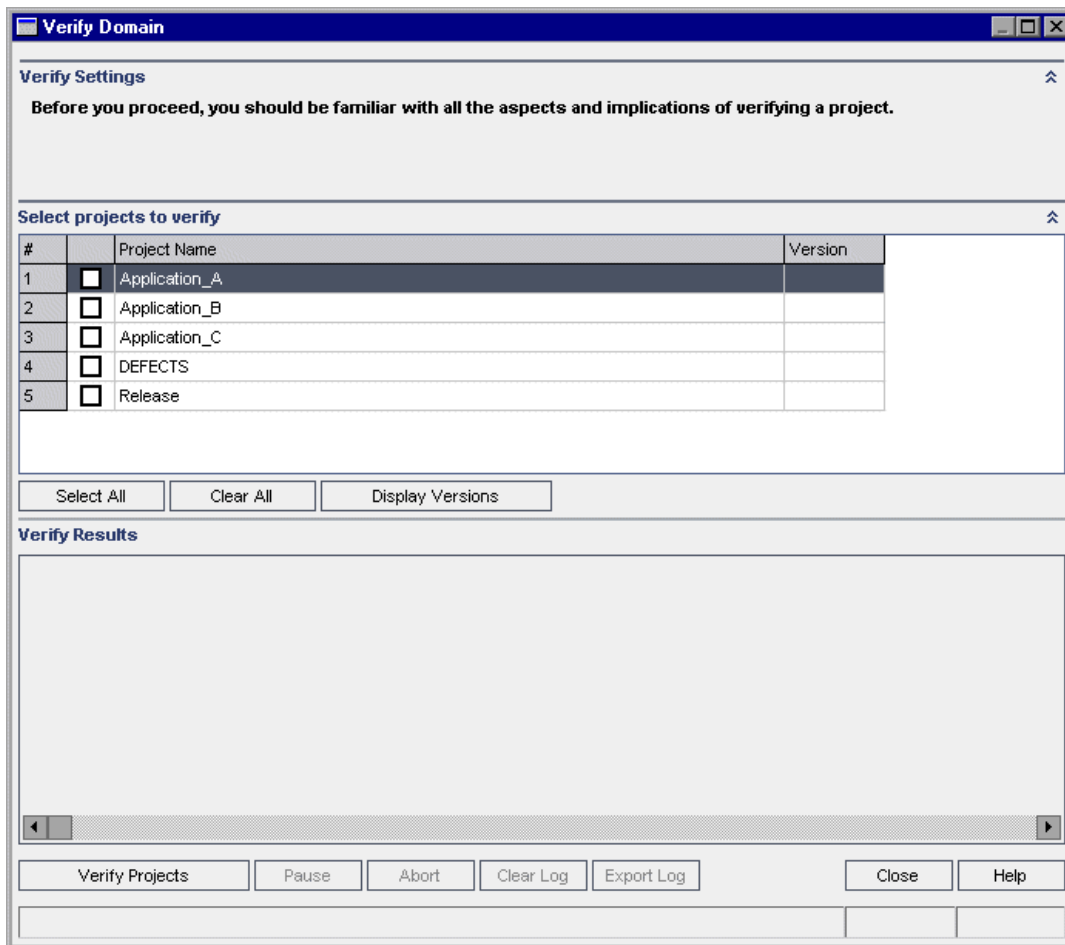 Verify Domain
Verify Settings
Before you proceed, you should be familiar with all the aspects and implications of verifying a project.
Select projects to verify
# Project Name Version
1 Application_A
2 Application_B
3 Application_C
4 DEFECTS
5 Release
Select All Clear All Display Versions
Verify Results
Verify Projects Pause Abort Clear Log Export Log Close Help